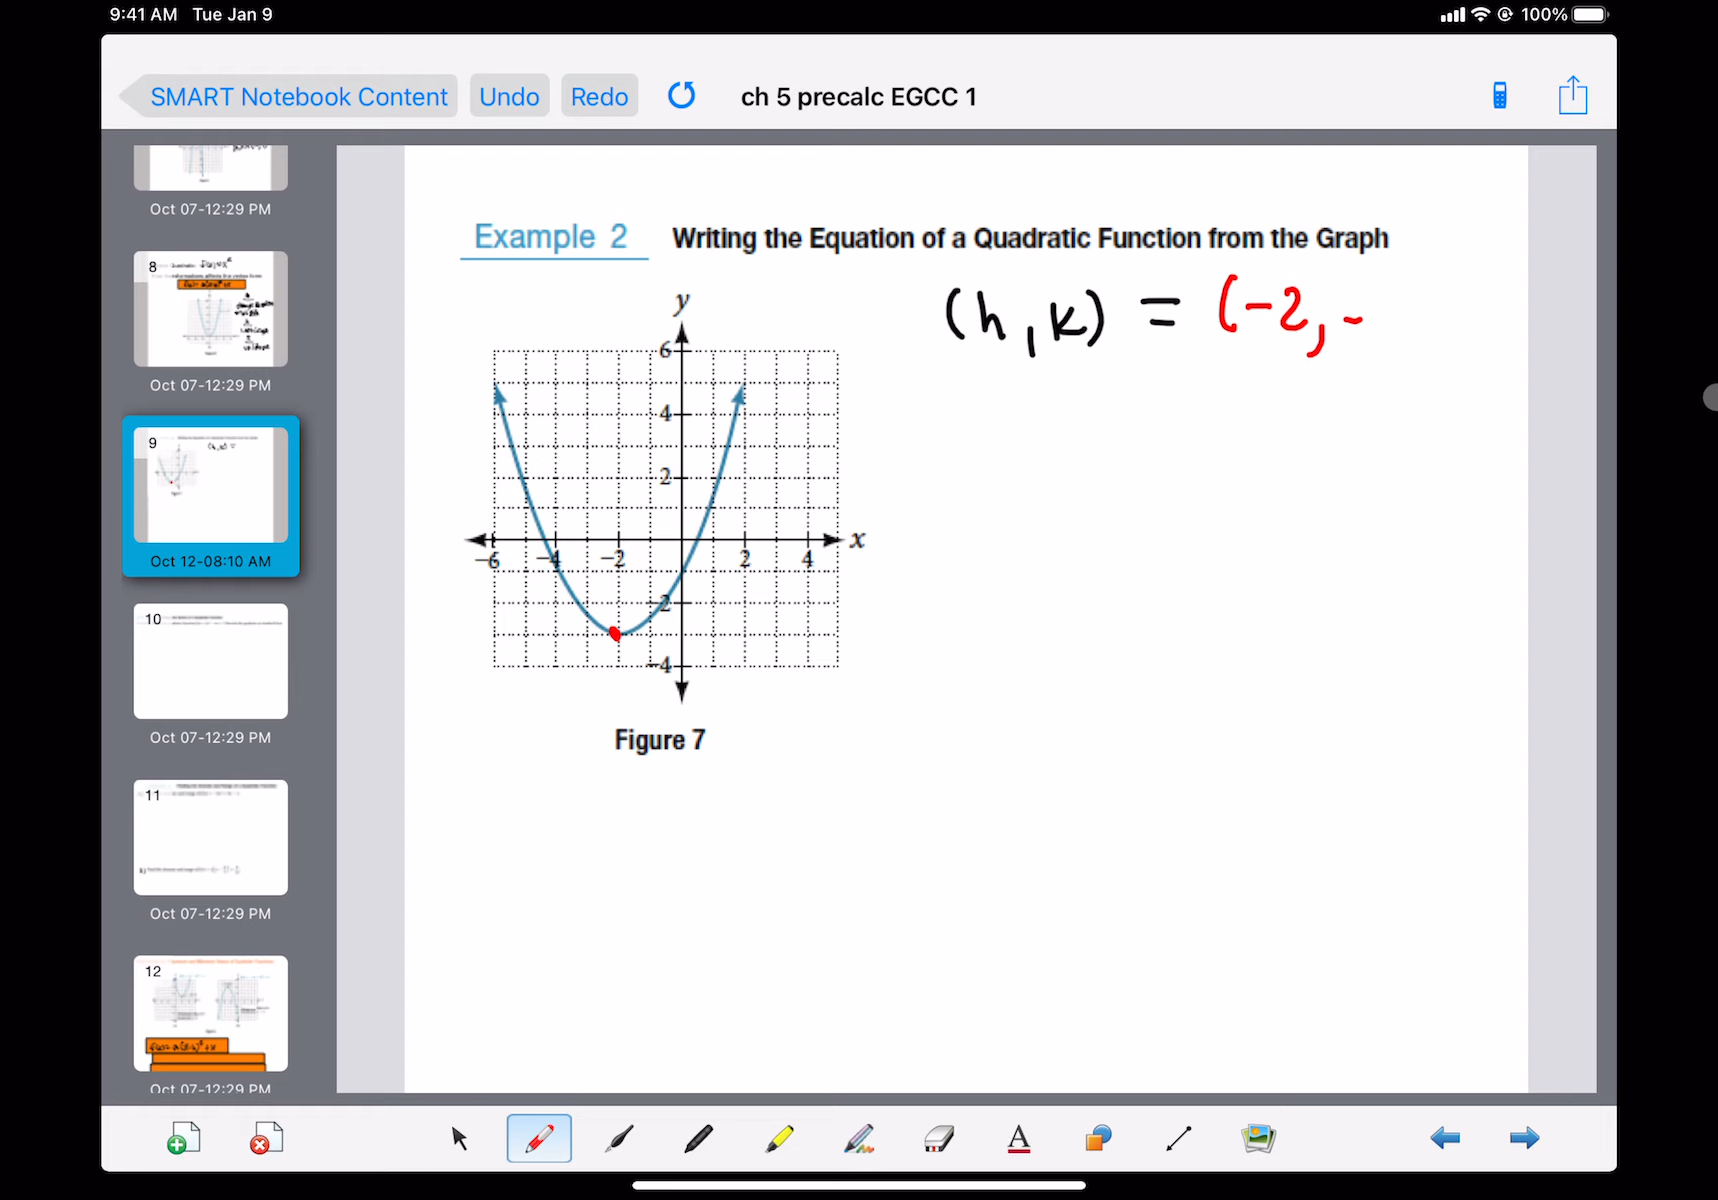 9:41 AM Tue Jan 9
100%
SMART Notebook Content Undo Redo ch 5 precalc EGCC 1
Oct 07-12:29 PM
8
Oct 07-12:29 PM
9
(h,k) =
Oct 12-08:10 AM
10
Oct 07-12:29 PM
11
Oct 07-12:29 PM
12
Oct 07-12:29 PM
Example 2 Writing the Equation of a Quadratic Function from the Graph
(h,k) = (-2, -
y
6
4
2
x
−6 −4 −2 2 4
−2
−4
Figure 7
A